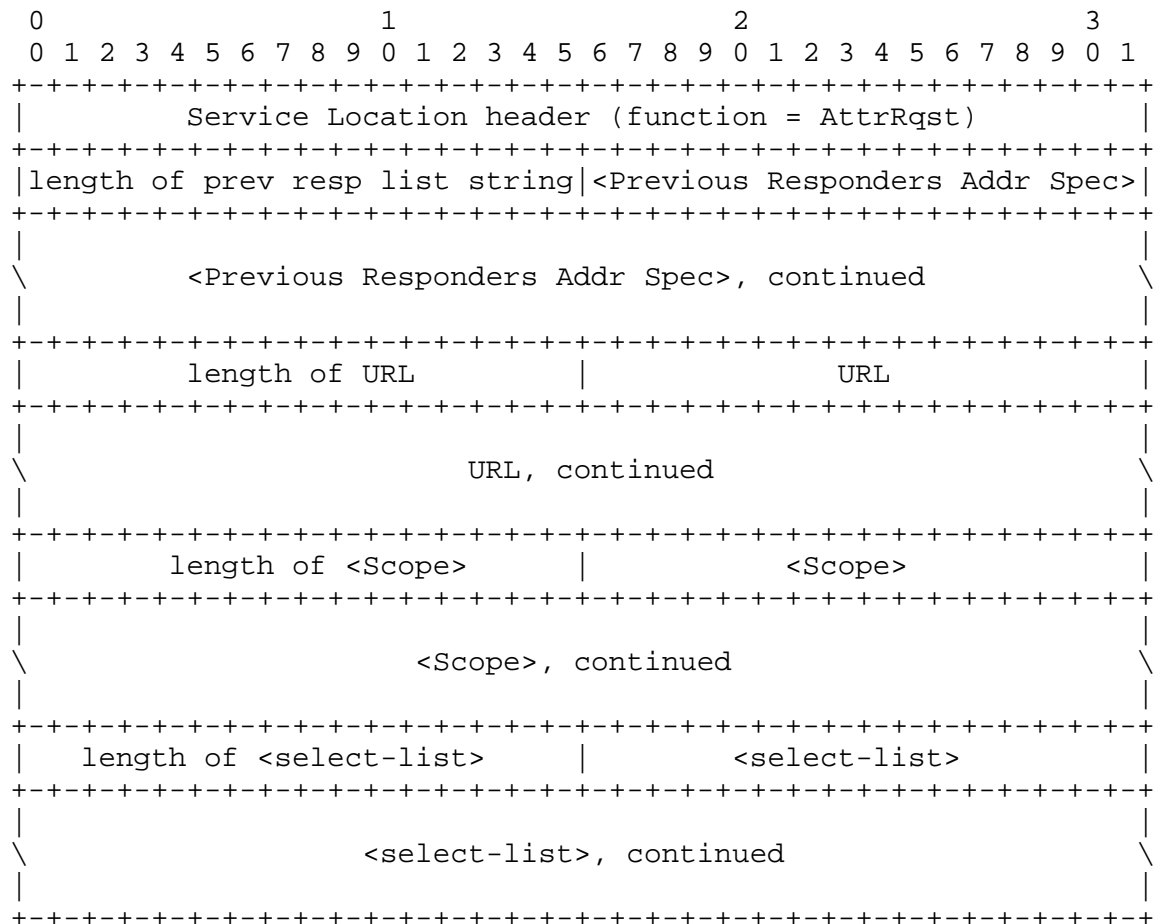 0                   1                   2                   3
 0 1 2 3 4 5 6 7 8 9 0 1 2 3 4 5 6 7 8 9 0 1 2 3 4 5 6 7 8 9 0 1
+-+-+-+-+-+-+-+-+-+-+-+-+-+-+-+-+-+-+-+-+-+-+-+-+-+-+-+-+-+-+-+-+
|         Service Location header (function = AttrRqst)         |
+-+-+-+-+-+-+-+-+-+-+-+-+-+-+-+-+-+-+-+-+-+-+-+-+-+-+-+-+-+-+-+-+
|length of prev resp list string|<Previous Responders Addr Spec>|
+-+-+-+-+-+-+-+-+-+-+-+-+-+-+-+-+-+-+-+-+-+-+-+-+-+-+-+-+-+-+-+-+
|                                                               |
\         <Previous Responders Addr Spec>, continued            \
|                                                               |
+-+-+-+-+-+-+-+-+-+-+-+-+-+-+-+-+-+-+-+-+-+-+-+-+-+-+-+-+-+-+-+-+
|         length of URL         |              URL              |
+-+-+-+-+-+-+-+-+-+-+-+-+-+-+-+-+-+-+-+-+-+-+-+-+-+-+-+-+-+-+-+-+
|                                                               |
\                         URL, continued                        \
|                                                               |
+-+-+-+-+-+-+-+-+-+-+-+-+-+-+-+-+-+-+-+-+-+-+-+-+-+-+-+-+-+-+-+-+
|        length of <Scope>      |           <Scope>             |
+-+-+-+-+-+-+-+-+-+-+-+-+-+-+-+-+-+-+-+-+-+-+-+-+-+-+-+-+-+-+-+-+
|                                                               |
\                      <Scope>, continued                       \
|                                                               |
+-+-+-+-+-+-+-+-+-+-+-+-+-+-+-+-+-+-+-+-+-+-+-+-+-+-+-+-+-+-+-+-+
|   length of <select-list>     |        <select-list>          |
+-+-+-+-+-+-+-+-+-+-+-+-+-+-+-+-+-+-+-+-+-+-+-+-+-+-+-+-+-+-+-+-+
|                                                               |
\                   <select-list>, continued                    \
|                                                               |
+-+-+-+-+-+-+-+-+-+-+-+-+-+-+-+-+-+-+-+-+-+-+-+-+-+-+-+-+-+-+-+-+